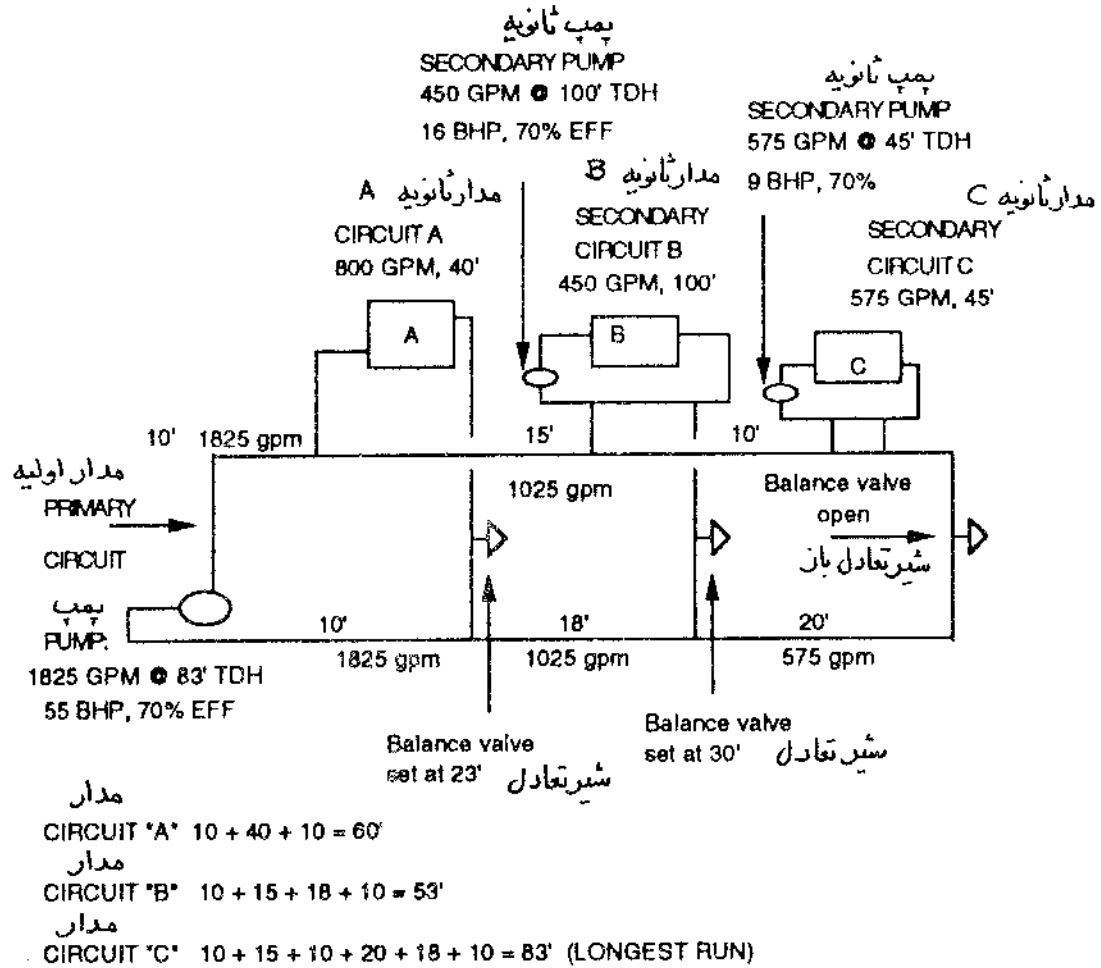 پمپ ثانویه
SECONDARY PUMP
450 GPM @ 100' TDH
16 BHP, 70% EFF
پمپ ثانویه
SECONDARY PUMP
575 GPM @ 45' TDH
9 BHP, 70%
مدار ثانویه A
CIRCUIT A
800 GPM, 40'
مدار ثانویه B
SECONDARY
CIRCUIT B
450 GPM, 100'
مدار ثانویه C
SECONDARY
CIRCUIT C
575 GPM, 45'
A
B
C
10' 1825 gpm
15'
10'
مدار اولیه
PRIMARY
CIRCUIT
1025 gpm
Balance valve
open
شیر تعادل باز
پمپ
PUMP:
1825 GPM @ 83' TDH
55 BHP, 70% EFF
10'
1825 gpm
18'
1025 gpm
20'
575 gpm
Balance valve
set at 23' شیر تعادل
Balance valve
set at 30' شیر تعادل
مدار
CIRCUIT "A" 10 + 40 + 10 = 60'
مدار
CIRCUIT "B" 10 + 15 + 18 + 10 = 53'
مدار
CIRCUIT "C" 10 + 15 + 10 + 20 + 18 + 10 = 83' (LONGEST RUN)